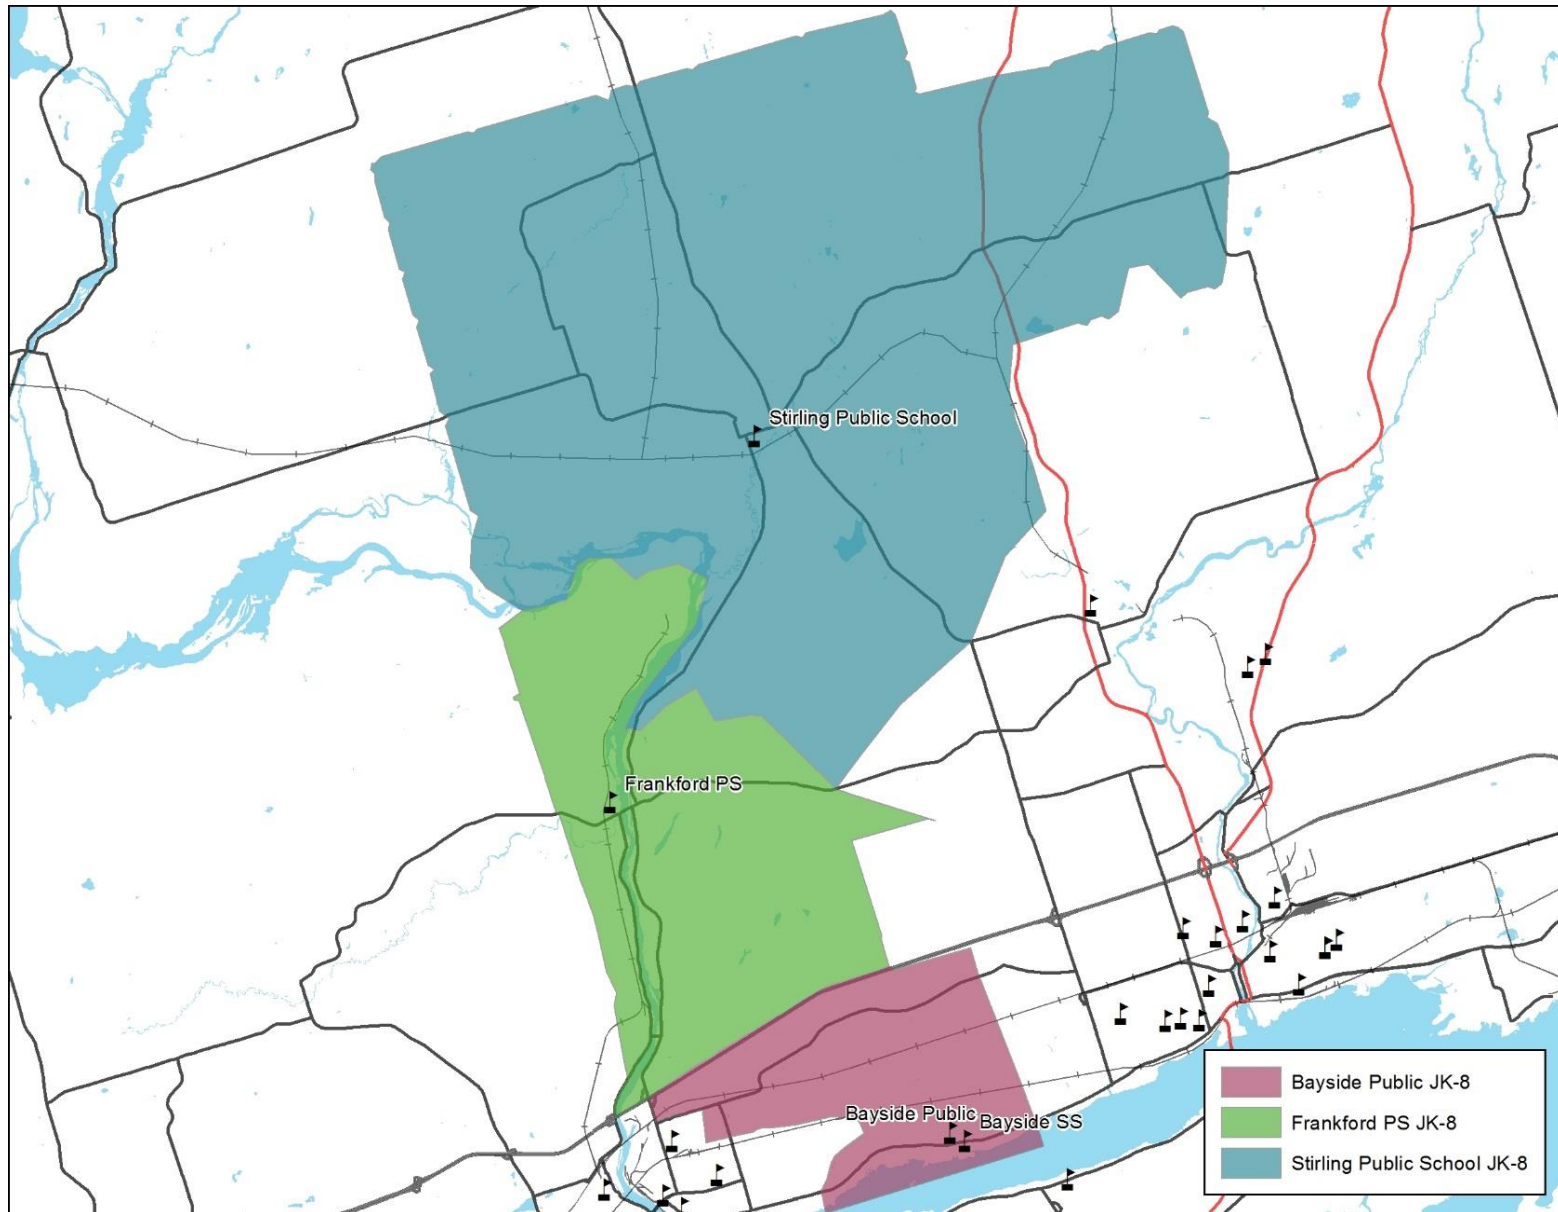 Stirling Public School
Frankford PS
Bayside Public
Bayside SS
Bayside Public JK-8
Frankford PS JK-8
Stirling Public School JK-8